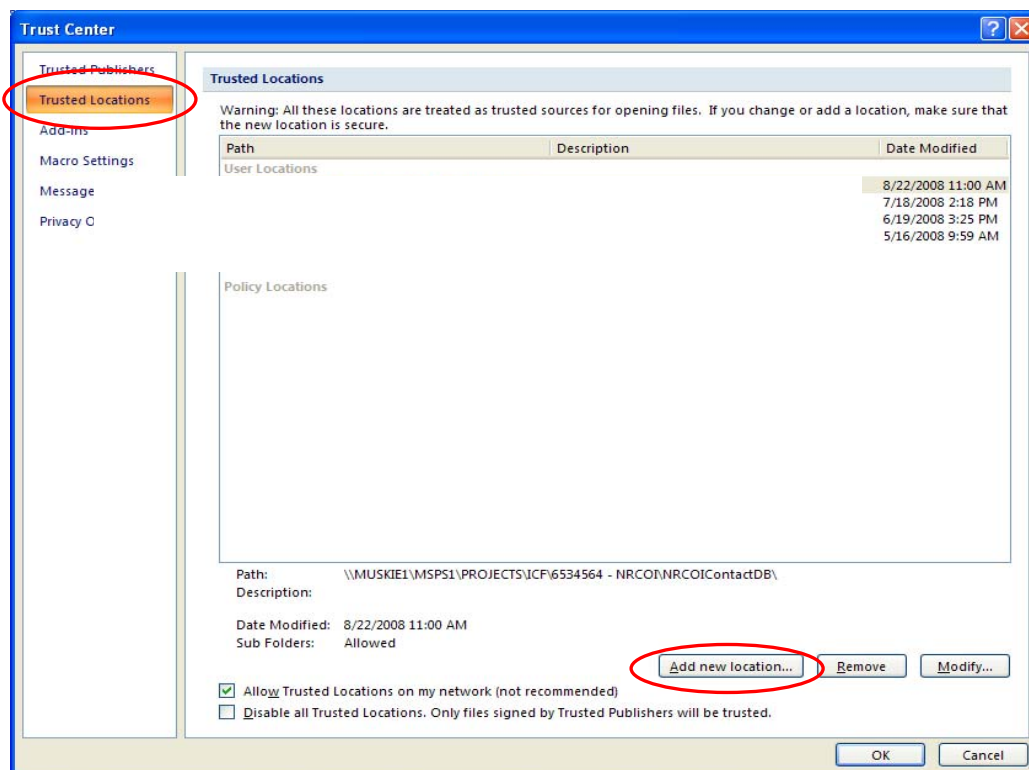 Trust Center
Trusted Publishers
Trusted Locations
Add-ins
Macro Settings
Message
Privacy O
Trusted Locations
Warning: All these locations are treated as trusted sources for opening files. If you change or add a location, make sure that
the new location is secure.
Path Description Date Modified
User Locations
8/22/2008 11:00 AM
7/18/2008 2:18 PM
6/19/2008 3:25 PM
5/16/2008 9:59 AM
Policy Locations
Path: \\MUSKIE1\MSPS1\PROJECTS\ICF\6534564 - NRCOI\NRCOIContactDB\
Description:
Date Modified: 8/22/2008 11:00 AM
Sub Folders: Allowed
Add new location... Remove Modify...
Allow Trusted Locations on my network (not recommended)
Disable all Trusted Locations. Only files signed by Trusted Publishers will be trusted.
OK Cancel